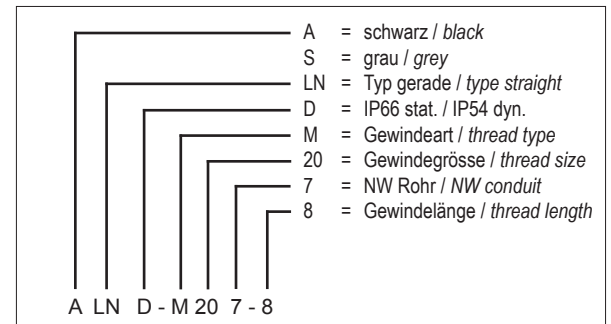 A = schwarz / black
S = grau / grey
LN = Typ gerade / type straight
D = IP66 stat. / IP54 dyn.
M = Gewindeart / thread type
20 = Gewindegrösse / thread size
7 = NW Rohr / NW conduit
8 = Gewindelänge / thread length
A LN D - M 20 7 - 8